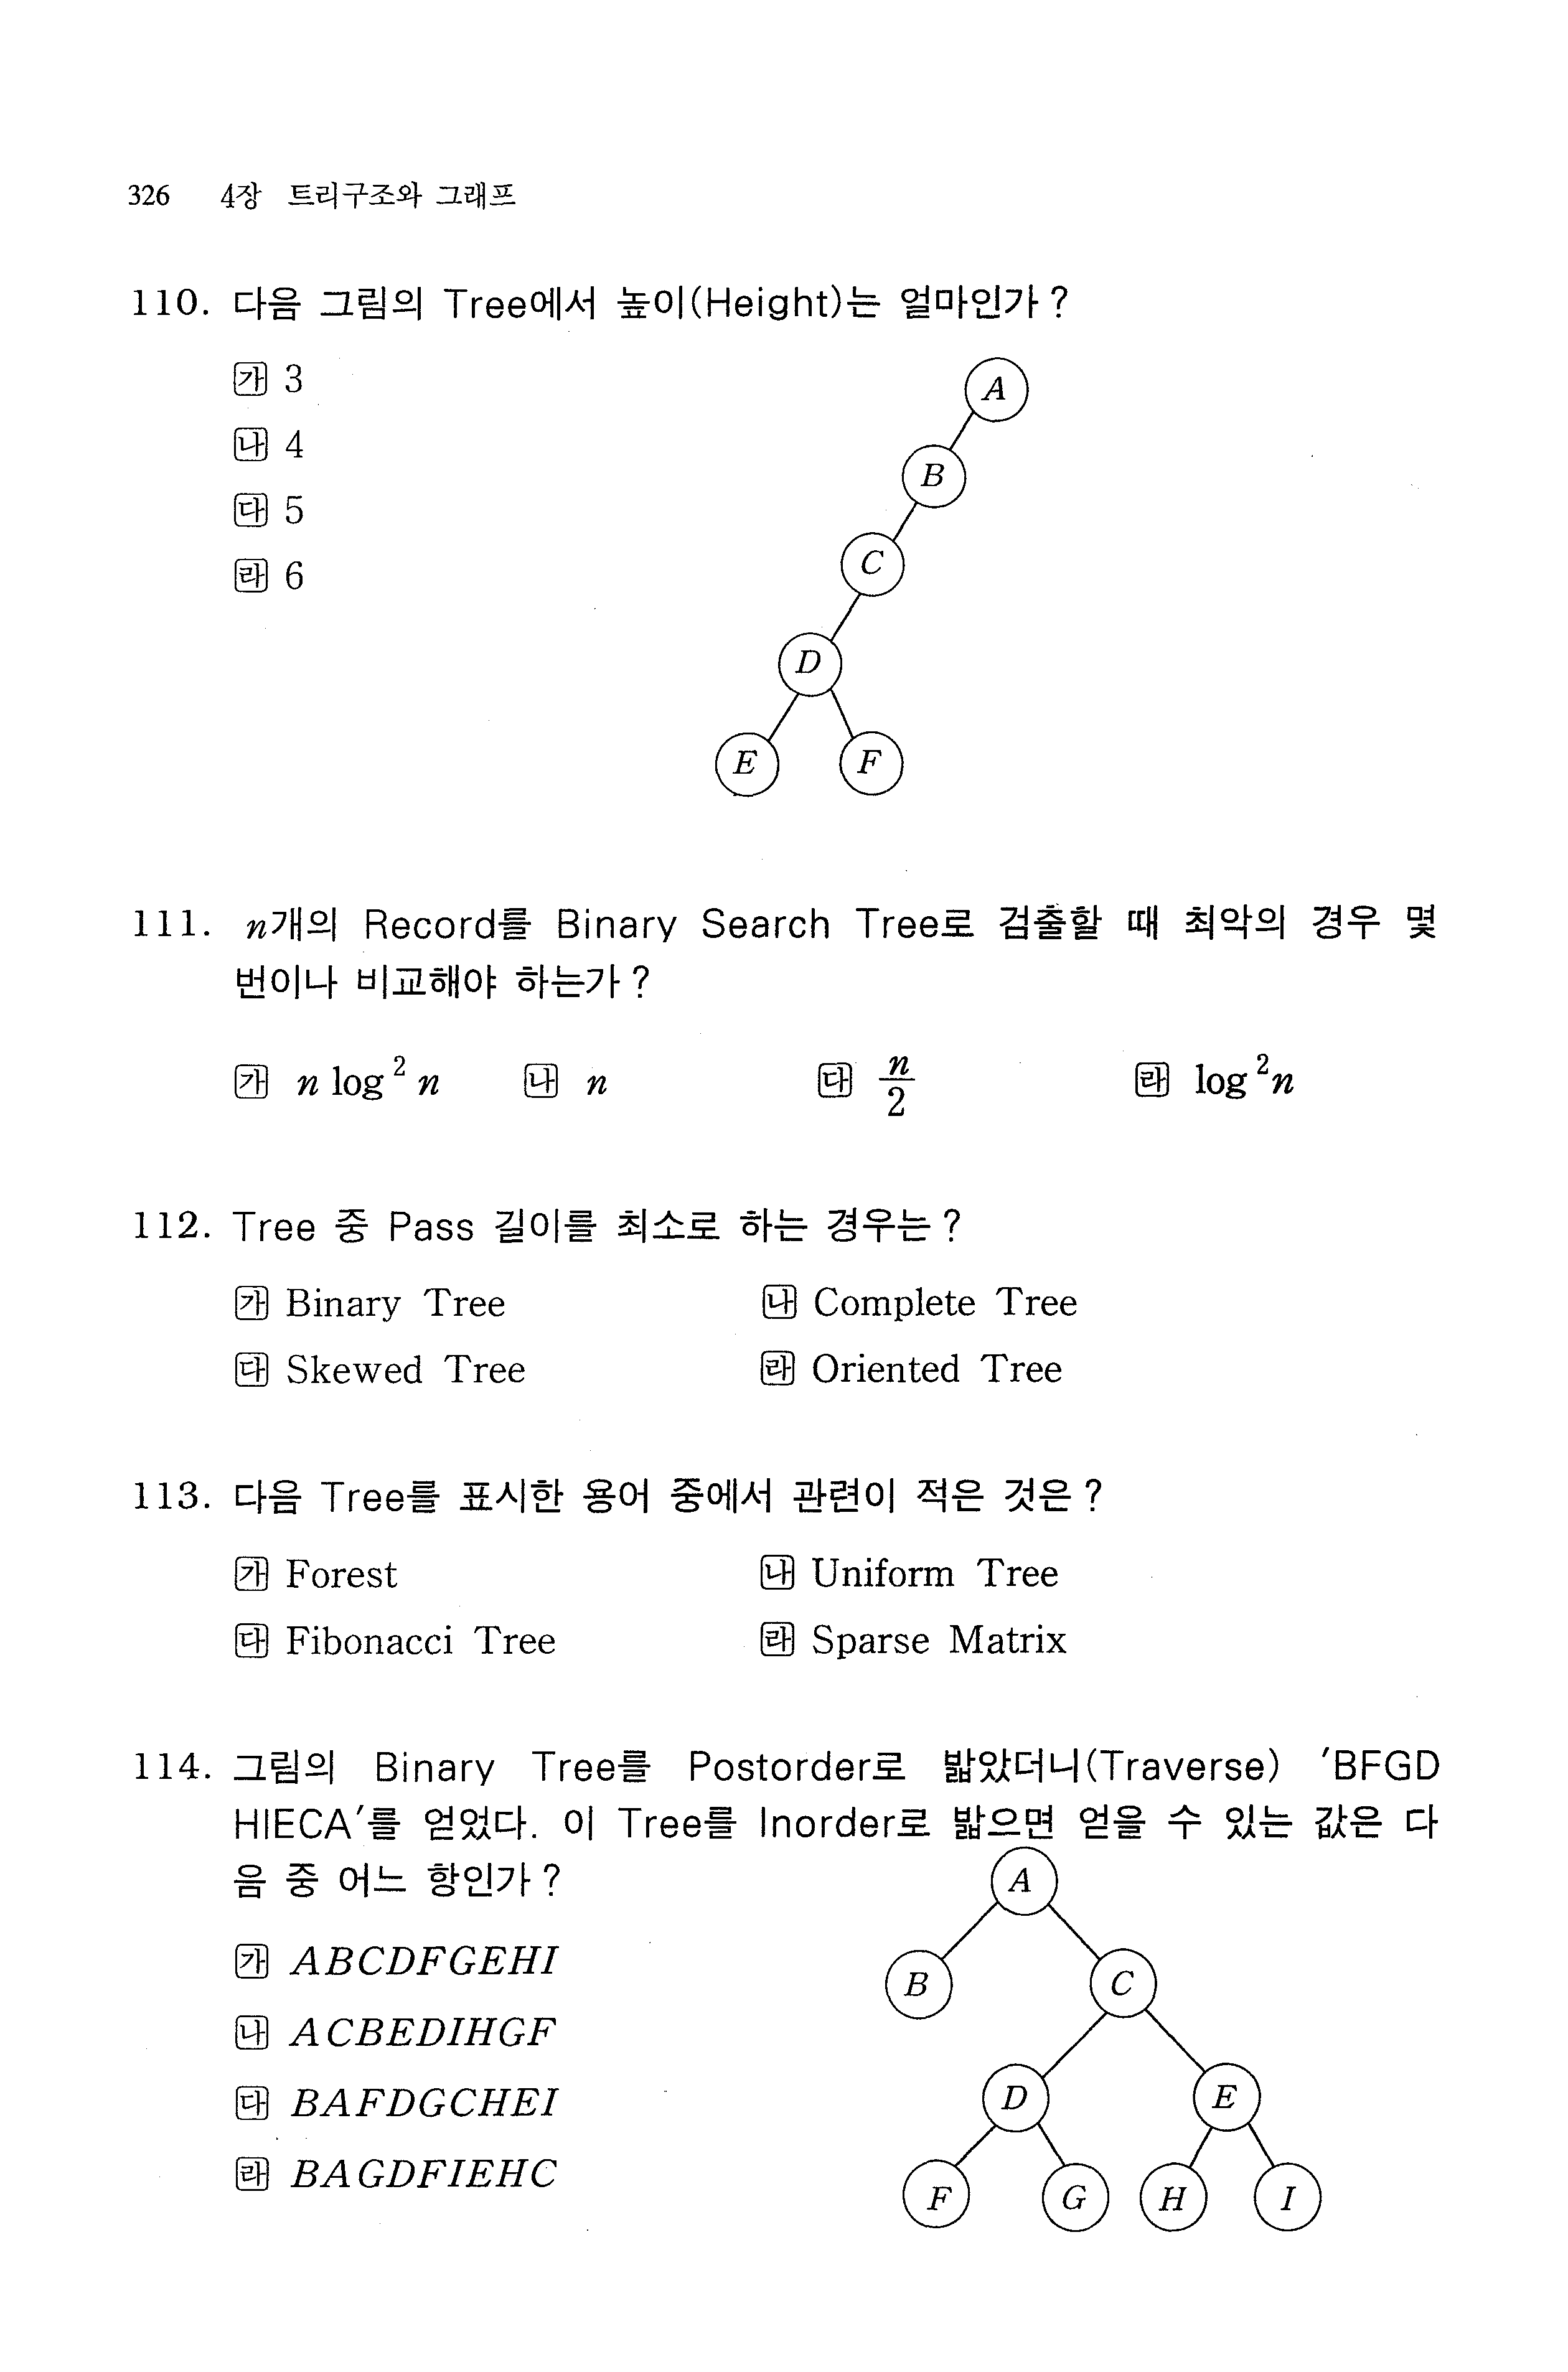 326 4장 트리구조와 그래프
110. 다음 그림의 Tree에서 높이(Height)는 얼마인가?
가 3
나 4
다 5
라 6
A
B
C
D
E F
111. n개의 Record를 Binary Search Tree로 검출할 때 최악의 경우 몇
번이나 비교해야 하는가?
가 n log² n 나 n 다 n/2 라 log²n
112. Tree 중 Pass 길이를 최소로 하는 경우는?
가 Binary Tree 나 Complete Tree
다 Skewed Tree 라 Oriented Tree
113. 다음 Tree를 표시한 용어 중에서 관련이 적은 것은?
가 Forest 나 Uniform Tree
다 Fibonacci Tree 라 Sparse Matrix
114. 그림의 Binary Tree를 Postorder로 밟았더니(Traverse) 'BFGD
HIECA'를 얻었다. 이 Tree를 Inorder로 밟으면 얻을 수 있는 값은 다
음 중 어느 항인가?
가 ABCDFGEHI
나 ACBEDIHGF
다 BAFDGCHEI
라 BAGDFIEHC
A
B C
D E
F G H I